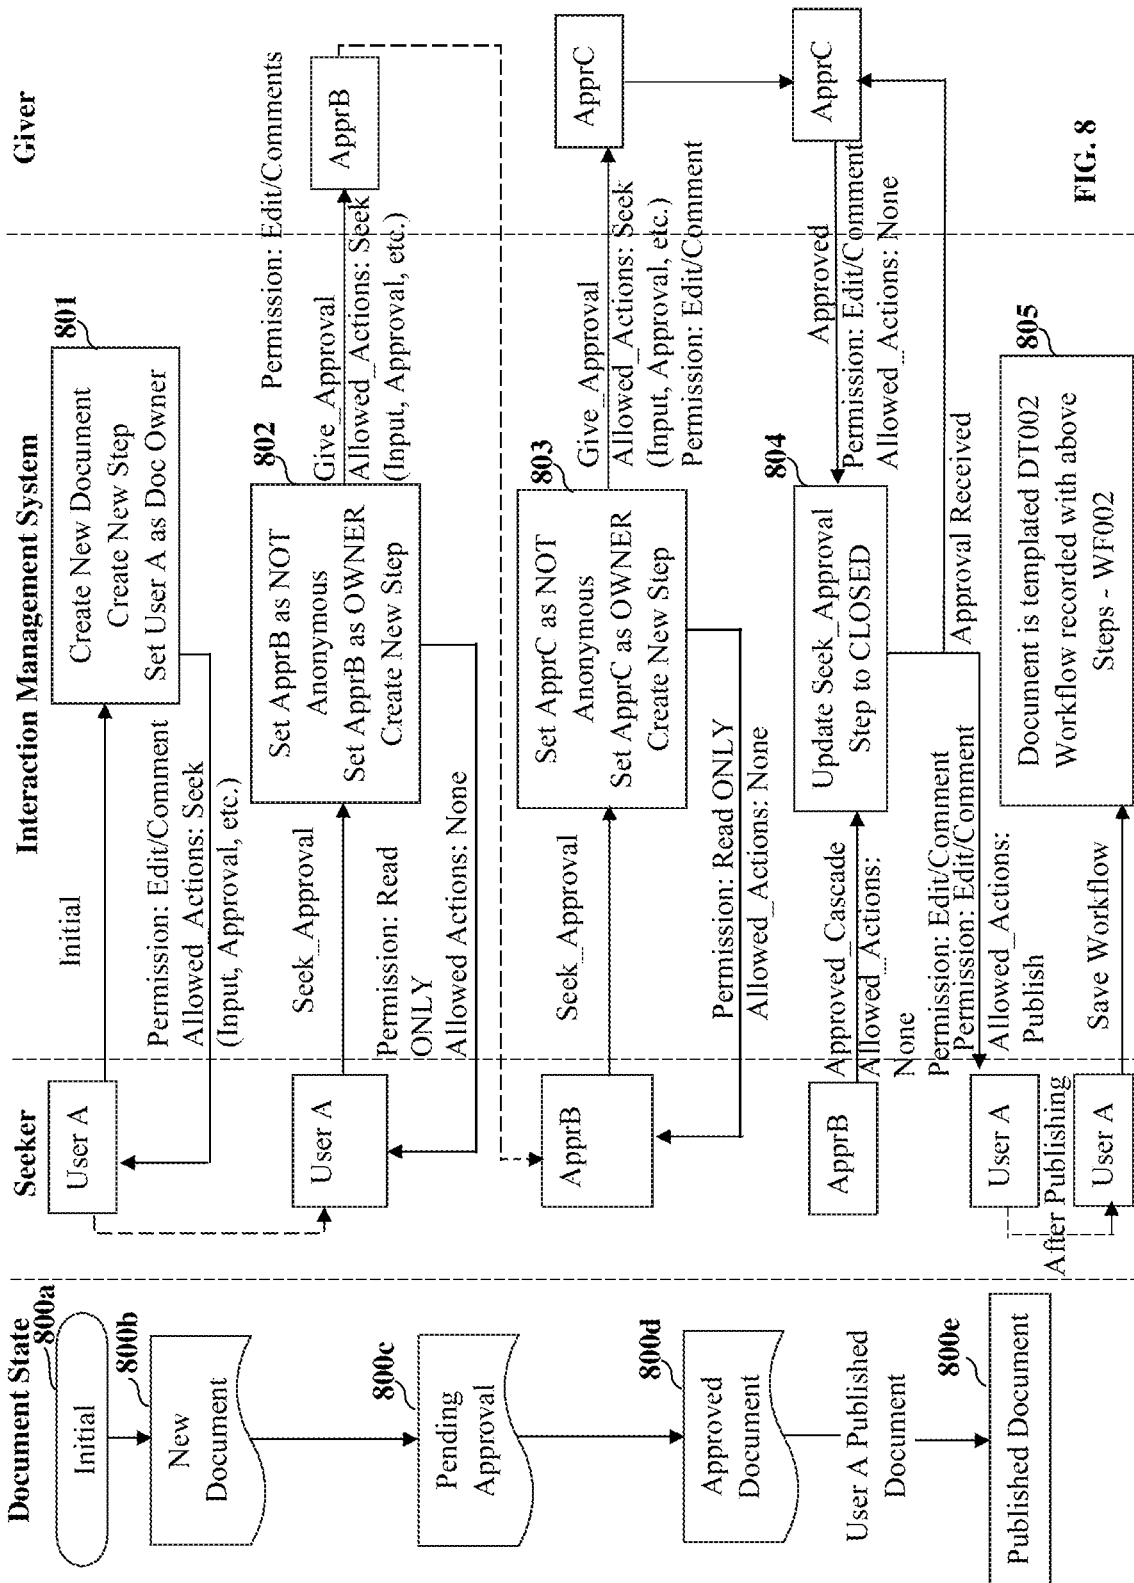 Document State
Seeker
Interaction Management System
Giver
800a
Initial
800b
New
Document
800c
Pending
Approval
800d
Approved
Document
User A Published
Document
800e
Published Document
User A
Initial
801
Create New Document
Create New Step
Set User A as Doc Owner
Permission: Edit/Comment
Allowed_Actions: Seek
(Input, Approval, etc.)
User A
Seek_Approval
802
Set ApprB as NOT
Anonymous
Set ApprB as OWNER
Create New Step
Permission: Read
ONLY
Allowed Actions: None
Permission: Edit/Comments
Give_Approval
Allowed_Actions: Seek
(Input, Approval, etc.)
ApprB
ApprB
Seek_Approval
803
Set ApprC as NOT
Anonymous
Set ApprC as OWNER
Create New Step
Permission: Read ONLY
Allowed_Actions: None
Give_Approval
Allowed_Actions: Seek
(Input, Approval, etc.)
Permission: Edit/Comment
ApprC
ApprB
Approved_Cascade
Allowed_Actions:
None
Permission: Edit/Comment
804
Update Seek_Approval
Step to CLOSED
Approved
Permission: Edit/Comment
Allowed_Actions: None
ApprC
Approval Received
User A
Permission: Edit/Comment
Allowed_Actions:
Publish
After Publishing
User A
Save Workflow
805
Document is templated DT002
Workflow recorded with above
Steps - WF002
FIG. 8